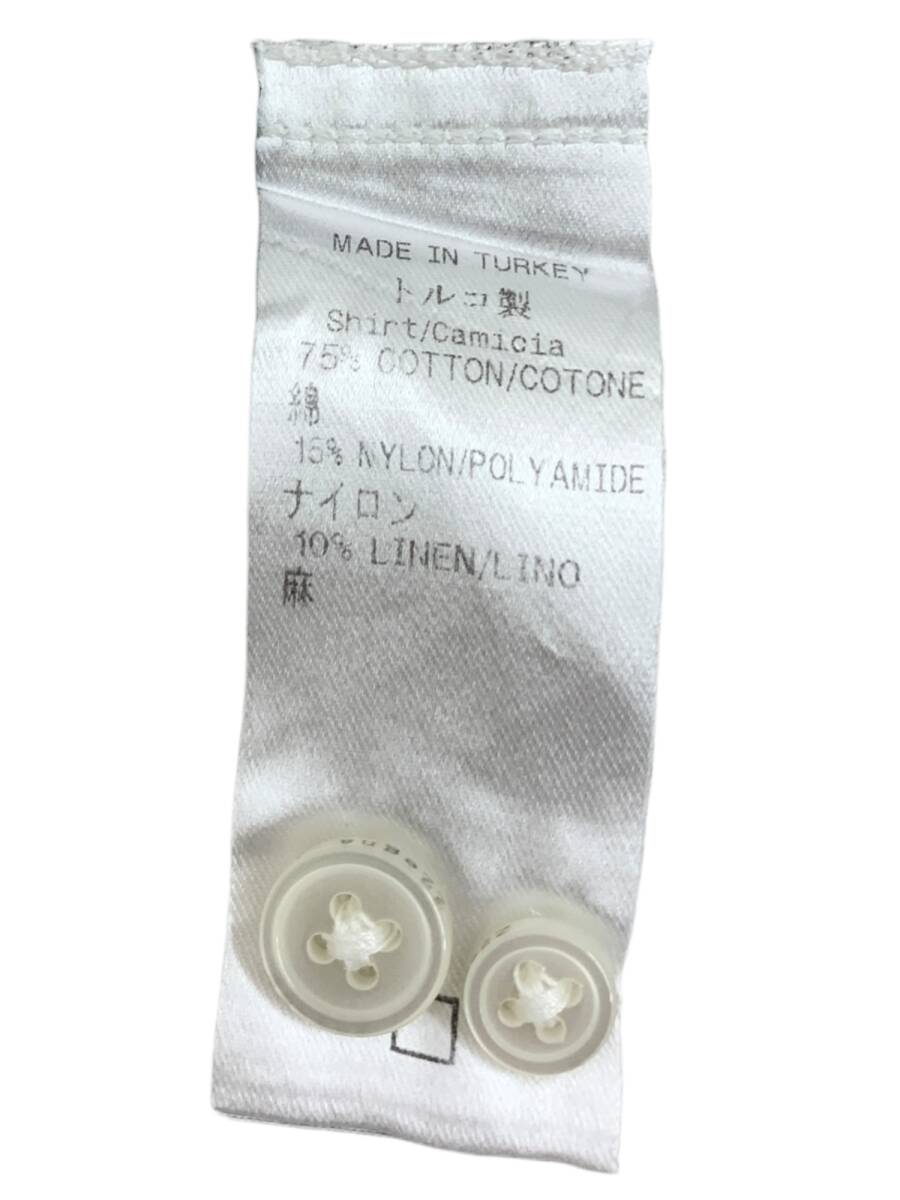 MADE IN TURKEY
トルコ製
Shirt/Camicia
75% COTTON/COTONE
綿
15% NYLON/POLYAMIDE
ナイロン
10% LINEN/LINO
麻